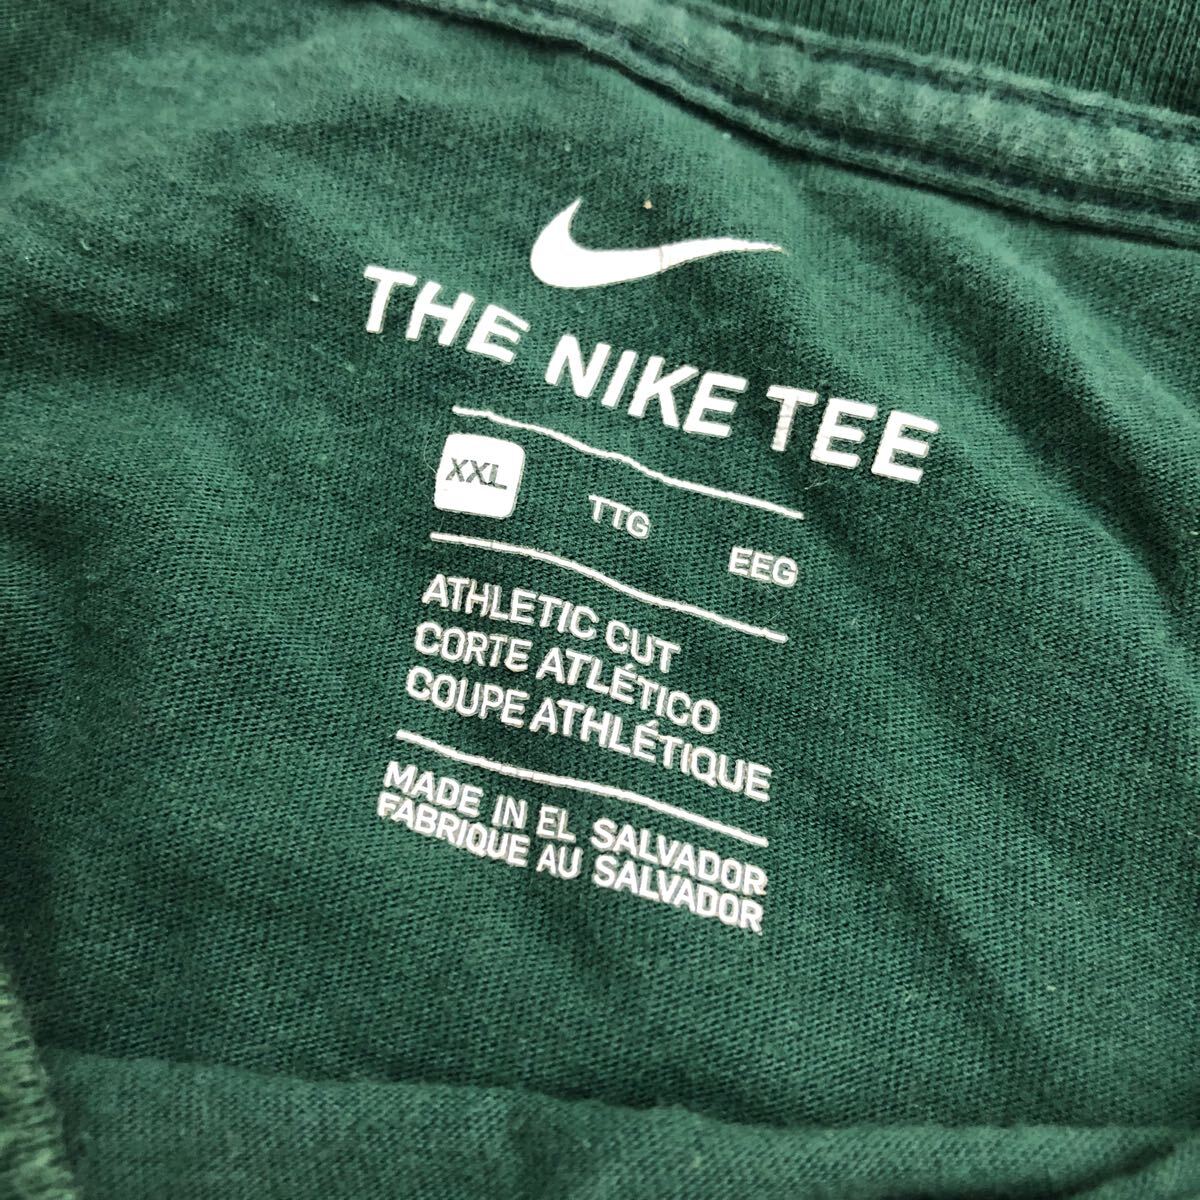 THE NIKE TEE
XXL TTG EEG
ATHLETIC CUT
CORTE ATLÉTICO
COUPE ATHLÉTIQUE
MADE IN EL SALVADOR
FABRIQUE AU SALVADOR